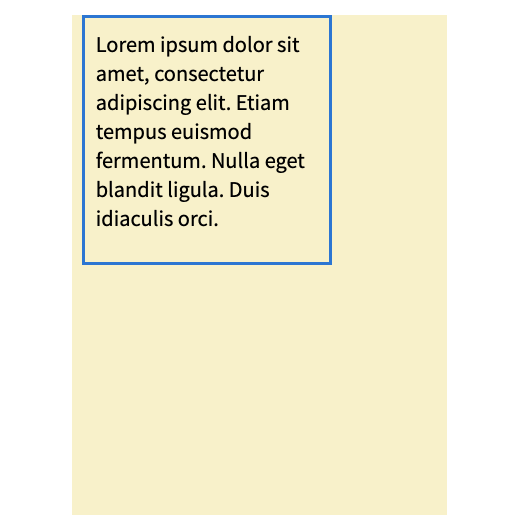 Lorem ipsum dolor sit
amet, consectetur
adipiscing elit. Etiam
tempus euismod
fermentum. Nulla eget
blandit ligula. Duis
idiaculis orci.